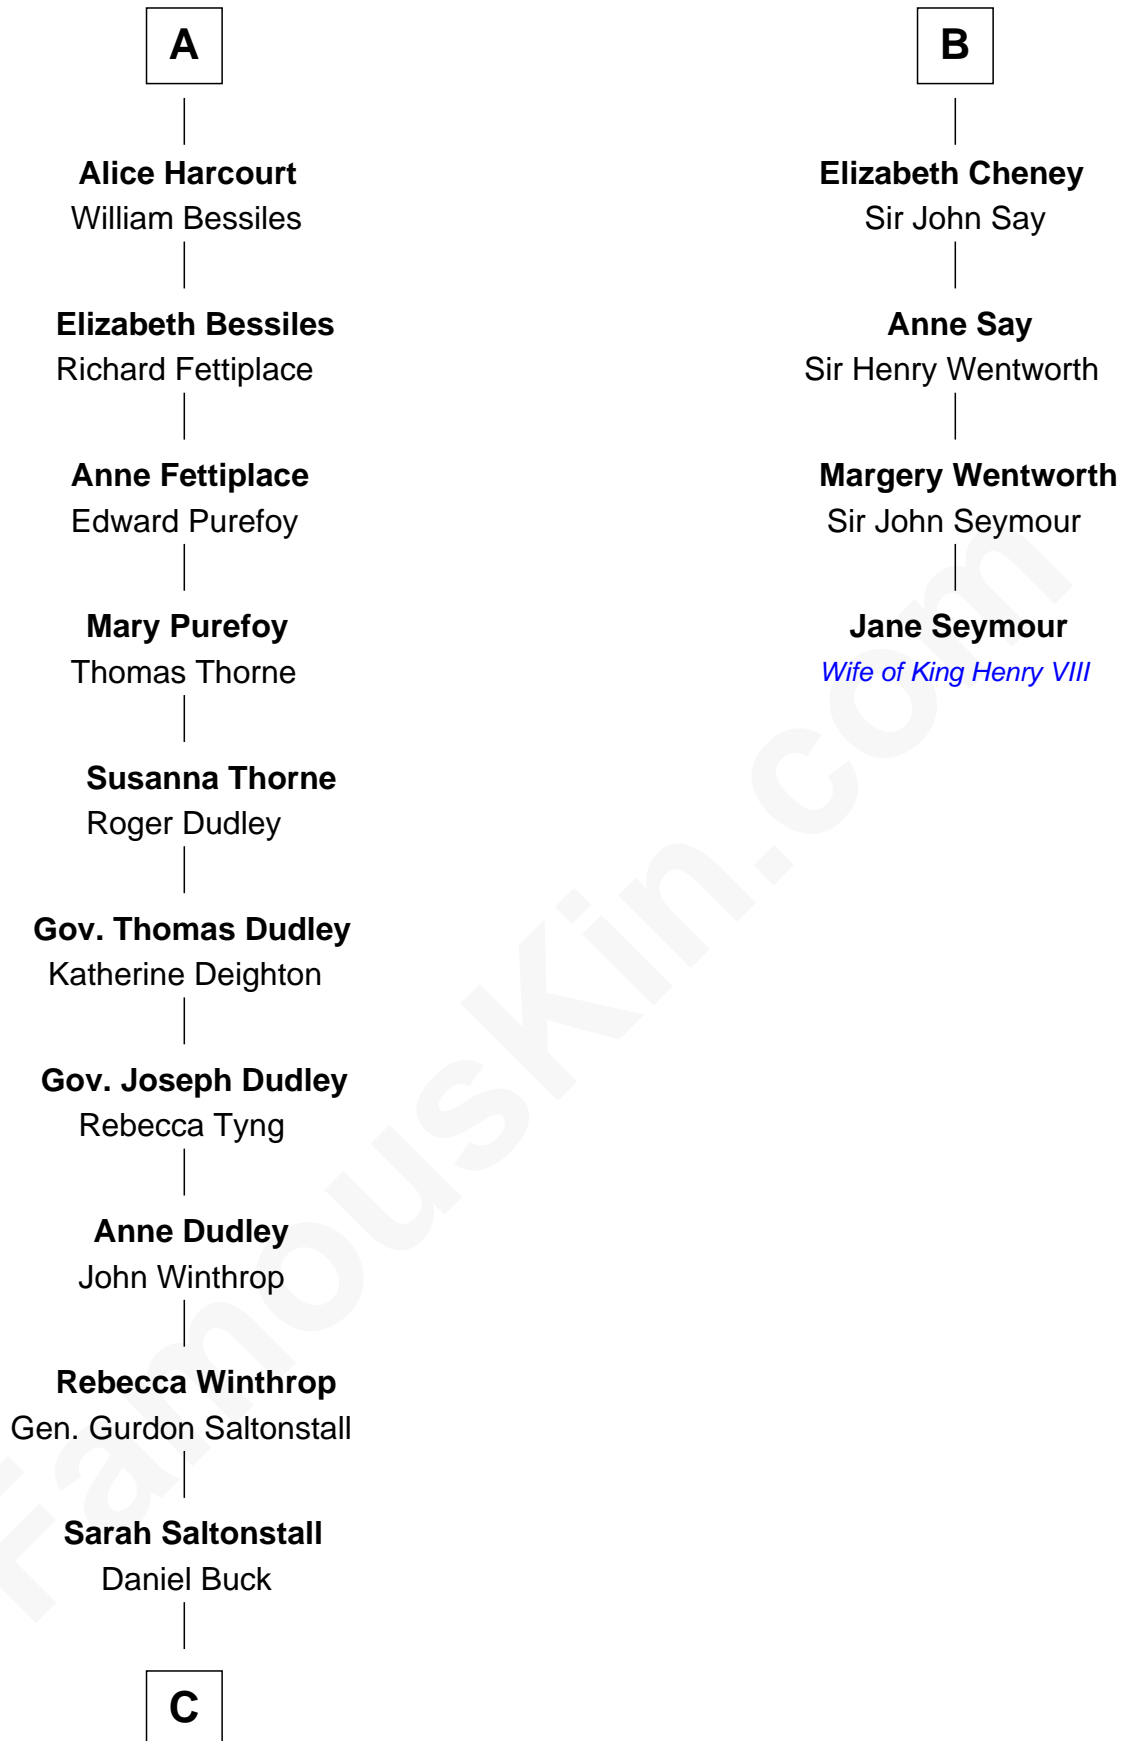 A
Alice Harcourt
William Bessiles
Elizabeth Bessiles
Richard Fettiplace
Anne Fettiplace
Edward Purefoy
Mary Purefoy
Thomas Thorne
Susanna Thorne
Roger Dudley
Gov. Thomas Dudley
Katherine Deighton
Gov. Joseph Dudley
Rebecca Tyng
Anne Dudley
John Winthrop
Rebecca Winthrop
Gen. Gurdon Saltonstall
Sarah Saltonstall
Daniel Buck
C
B
Elizabeth Cheney
Sir John Say
Anne Say
Sir Henry Wentworth
Margery Wentworth
Sir John Seymour
Jane Seymour
Wife of King Henry VIII
FamousKin.com